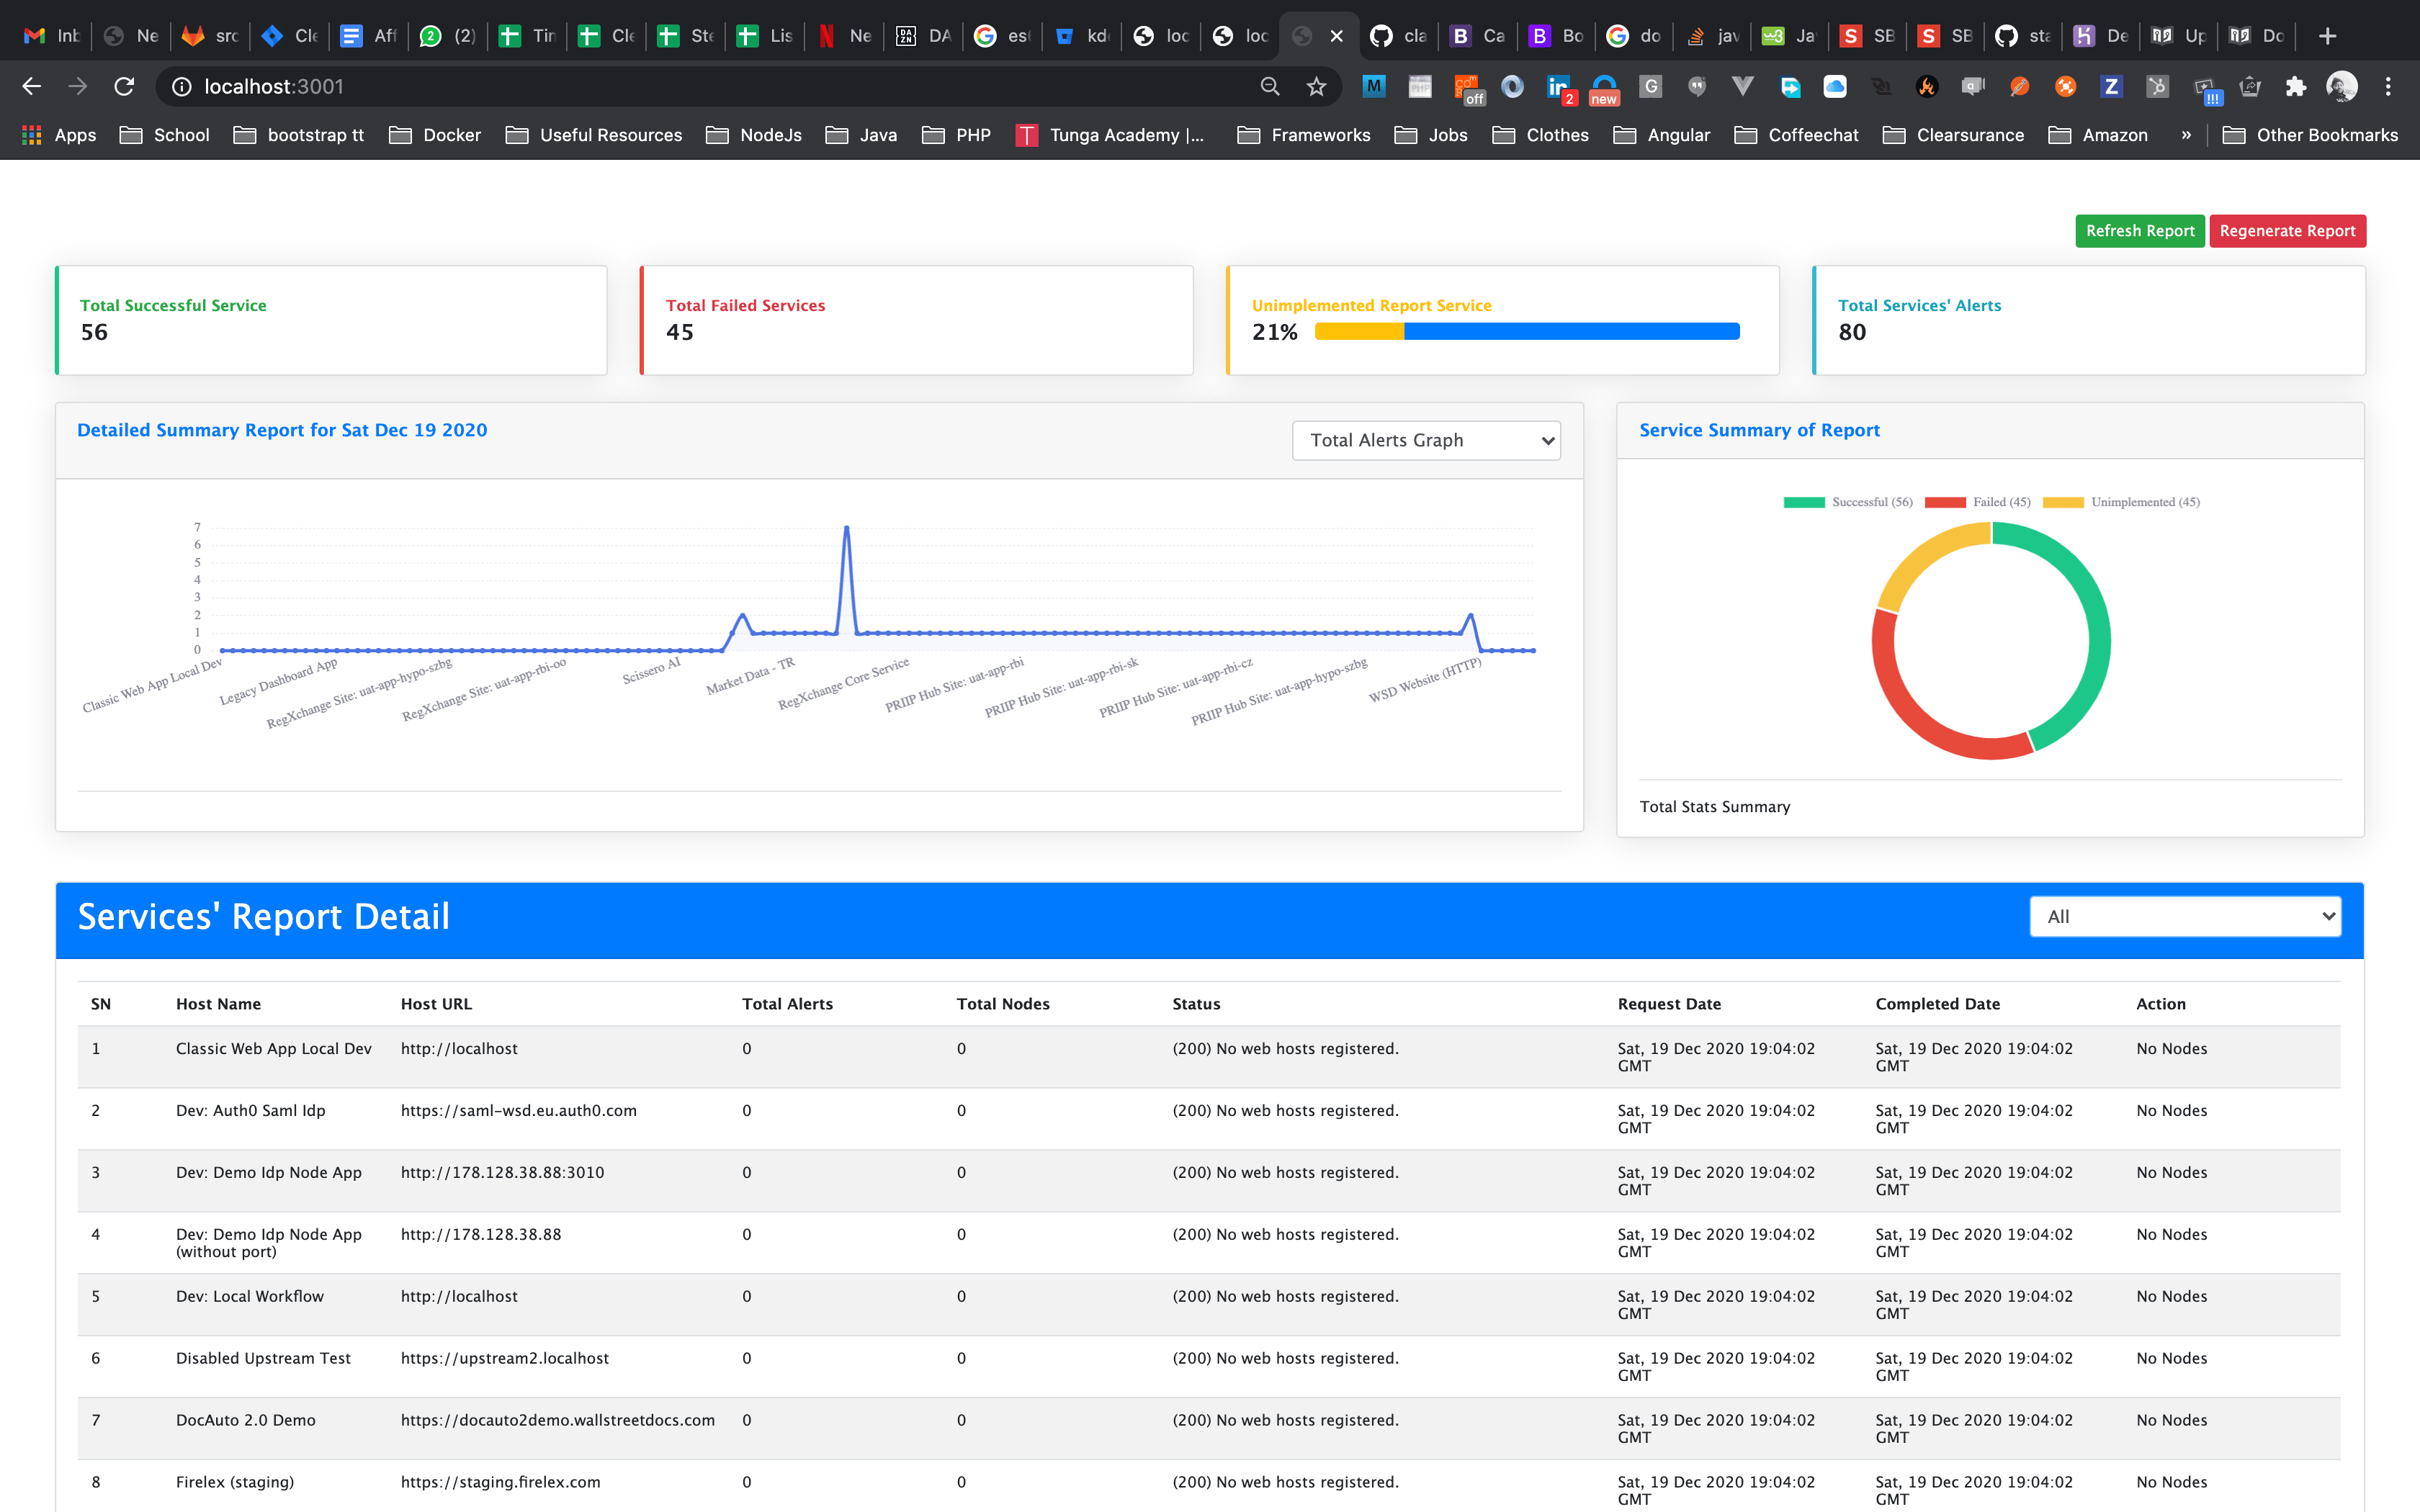 Inb Ne src Cle Aff 2 (2) Tin Cle Ste Lis Ne DAZN DA es kd loc loc cla B Ca B Bo do jav w3 Ja S SB S SB sta De Up Do
localhost:3001 M off in 2 new G Z !!!
Apps School bootstrap tt Docker Useful Resources NodeJs Java PHP T Tunga Academy |... Frameworks Jobs Clothes Angular Coffeechat Clearsurance Amazon » Other Bookmarks
Refresh Report Regenerate Report
Total Successful Service
56
Total Failed Services
45
Unimplemented Report Service
21%
Total Services' Alerts
80
Detailed Summary Report for Sat Dec 19 2020
Total Alerts Graph
7
6
5
4
3
2
1
0
Classic Web App Local Dev
Legacy Dashboard App
RegXchange Site: uat-app-hypo-szbg
RegXchange Site: uat-app-rbi-oo
Scissero AI
Market Data - TR
RegXchange Core Service
PRIIP Hub Site: uat-app-rbi
PRIIP Hub Site: uat-app-rbi-sk
PRIIP Hub Site: uat-app-rbi-cz
PRIIP Hub Site: uat-app-hypo-szbg
WSD Website (HTTP)
Service Summary of Report
Successful (56) Failed (45) Unimplemented (45)
Total Stats Summary
Services' Report Detail
All
SN Host Name Host URL Total Alerts Total Nodes Status Request Date Completed Date Action
1 Classic Web App Local Dev http://localhost 0 0 (200) No web hosts registered. Sat, 19 Dec 2020 19:04:02 Sat, 19 Dec 2020 19:04:02 No Nodes
GMT GMT
2 Dev: Auth0 Saml Idp https://saml-wsd.eu.auth0.com 0 0 (200) No web hosts registered. Sat, 19 Dec 2020 19:04:02 Sat, 19 Dec 2020 19:04:02 No Nodes
GMT GMT
3 Dev: Demo Idp Node App http://178.128.38.88:3010 0 0 (200) No web hosts registered. Sat, 19 Dec 2020 19:04:02 Sat, 19 Dec 2020 19:04:02 No Nodes
GMT GMT
4 Dev: Demo Idp Node App http://178.128.38.88 0 0 (200) No web hosts registered. Sat, 19 Dec 2020 19:04:02 Sat, 19 Dec 2020 19:04:02 No Nodes
(without port) GMT GMT
5 Dev: Local Workflow http://localhost 0 0 (200) No web hosts registered. Sat, 19 Dec 2020 19:04:02 Sat, 19 Dec 2020 19:04:02 No Nodes
GMT GMT
6 Disabled Upstream Test https://upstream2.localhost 0 0 (200) No web hosts registered. Sat, 19 Dec 2020 19:04:02 Sat, 19 Dec 2020 19:04:02 No Nodes
GMT GMT
7 DocAuto 2.0 Demo https://docauto2demo.wallstreetdocs.com 0 0 (200) No web hosts registered. Sat, 19 Dec 2020 19:04:02 Sat, 19 Dec 2020 19:04:02 No Nodes
GMT GMT
8 Firelex (staging) https://staging.firelex.com 0 0 (200) No web hosts registered. Sat, 19 Dec 2020 19:04:02 Sat, 19 Dec 2020 19:04:02 No Nodes
GMT GMT